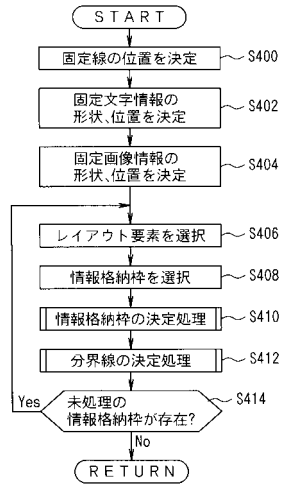 START
固定線の位置を決定
S400
固定文字情報の
形状、位置を決定
S402
固定画像情報の
形状、位置を決定
S404
レイアウト要素を選択
S406
情報格納枠を選択
S408
情報格納枠の決定処理
S410
分界線の決定処理
S412
未処理の
情報格納枠が存在?
S414
Yes
No
RETURN